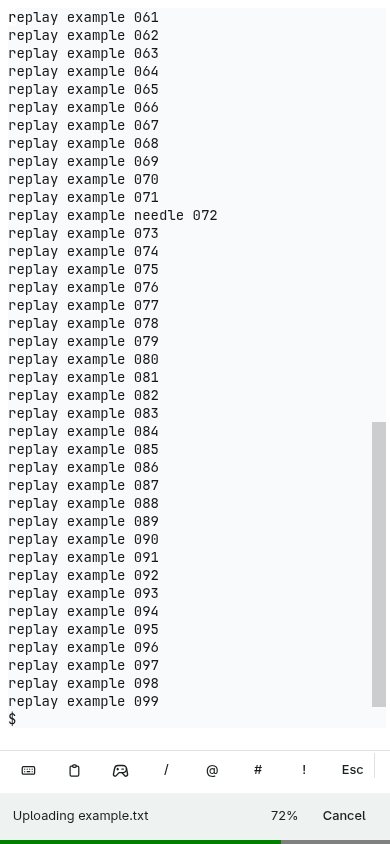 replay example 061
replay example 062
replay example 063
replay example 064
replay example 065
replay example 066
replay example 067
replay example 068
replay example 069
replay example 070
replay example 071
replay example needle 072
replay example 073
replay example 074
replay example 075
replay example 076
replay example 077
replay example 078
replay example 079
replay example 080
replay example 081
replay example 082
replay example 083
replay example 084
replay example 085
replay example 086
replay example 087
replay example 088
replay example 089
replay example 090
replay example 091
replay example 092
replay example 093
replay example 094
replay example 095
replay example 096
replay example 097
replay example 098
replay example 099
$
/ @ # ! Esc
Uploading example.txt 72% Cancel